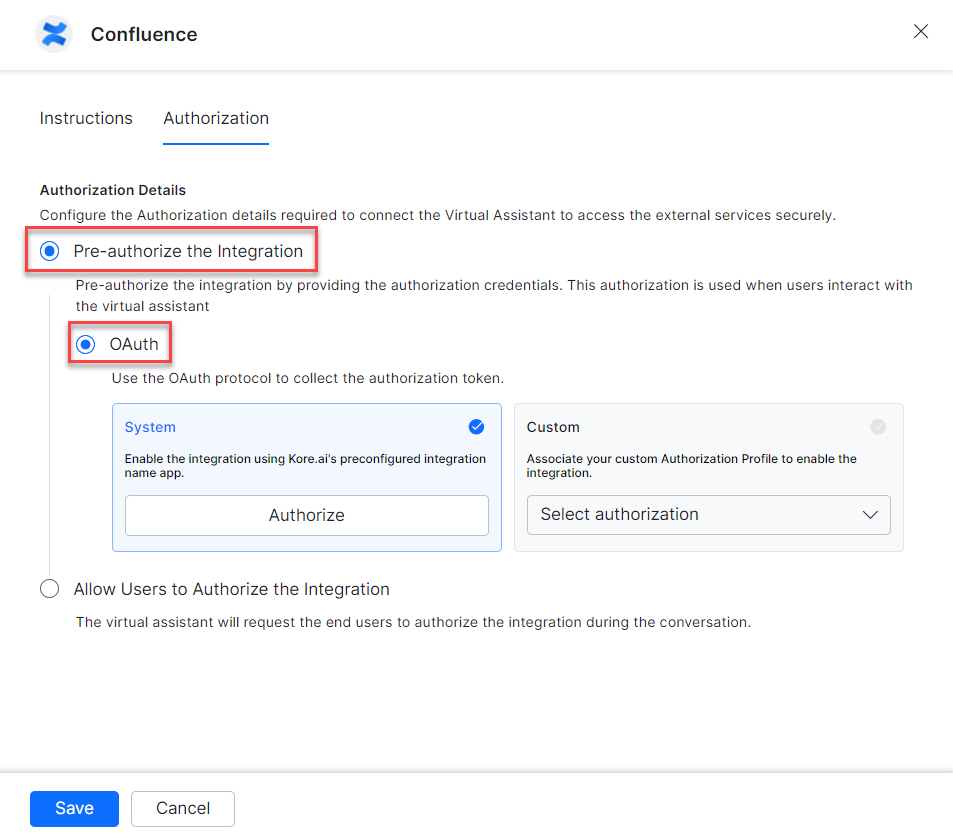 Confluence
Instructions
Authorization
Authorization Details
Configure the Authorization details required to connect the Virtual Assistant to access the external services securely.
Pre-authorize the Integration
Pre-authorize the integration by providing the authorization credentials. This authorization is used when users interact with
the virtual assistant
OAuth
Use the OAuth protocol to collect the authorization token.
System
Enable the integration using Kore.ai's preconfigured integration
name app.
Authorize
Custom
Associate your custom Authorization Profile to enable the
integration.
Select authorization
Allow Users to Authorize the Integration
The virtual assistant will request the end users to authorize the integration during the conversation.
Save
Cancel